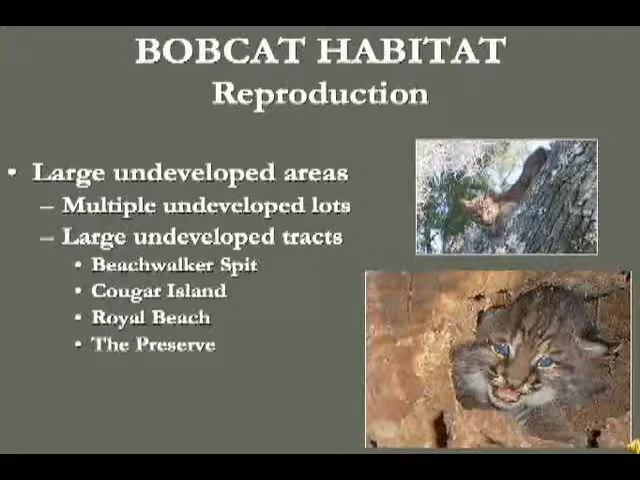 BOBCAT HABITAT
Reproduction
• Large undeveloped areas
– Multiple undeveloped lots
– Large undeveloped tracts
• Beachwalker Spit
• Cougar Island
• Royal Beach
• The Preserve